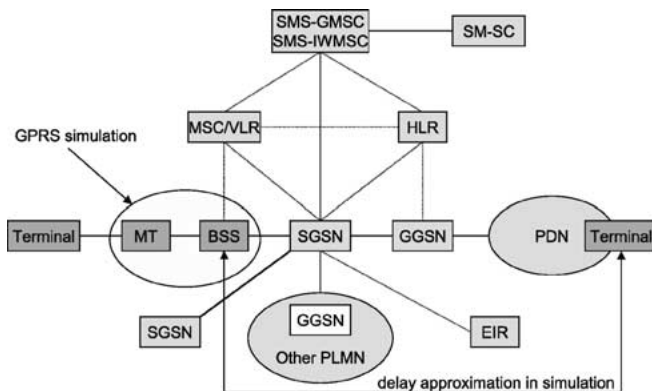 SMS-GMSC
SMS-IWMSC
SM-SC
MSC/VLR
HLR
GPRS simulation
Terminal
MT
BSS
SGSN
GGSN
PDN
Terminal
SGSN
GGSN
Other PLMN
EIR
delay approximation in simulation